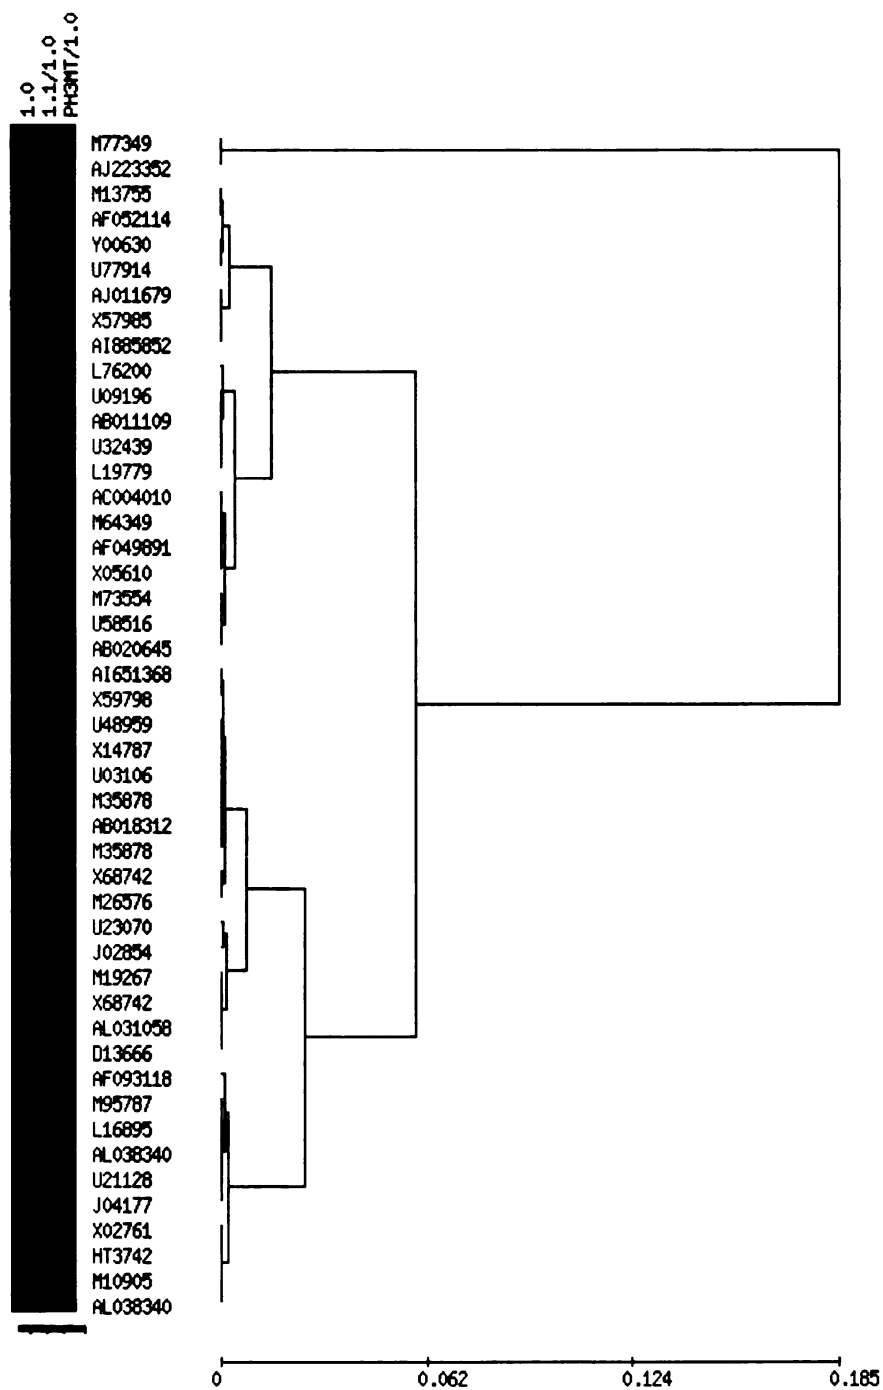 1.0
1.1/1.0
PH3MT/1.0
M77349
AJ223352
M13755
AF052114
Y00630
U77914
AJ011679
X57985
AI885852
L76200
U09196
AB011109
U32439
L19779
AC004010
M64349
AF049891
X05610
M73554
U58516
AB020645
AI651368
X59798
U48959
X14787
U03106
M35878
AB018312
M35878
X68742
M26576
U23070
J02854
M19267
X68742
AL031058
D13666
AF093118
M95787
L16895
AL038340
U21128
J04177
X02761
HT3742
M10905
AL038340
0 0.062 0.124 0.185